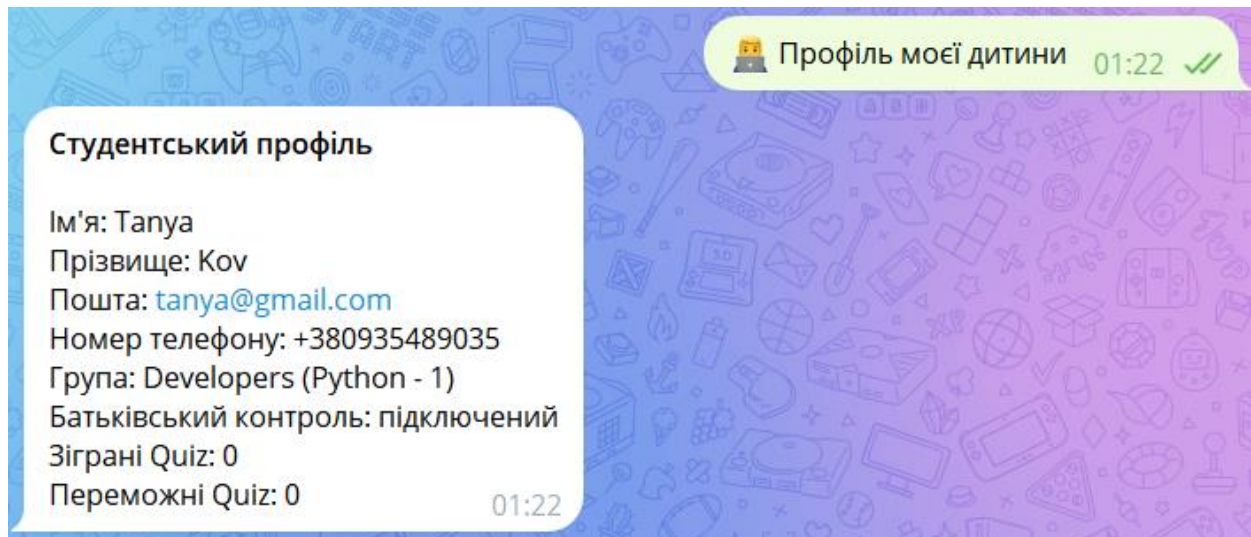 Профіль моєї дитини 01:22
Студентський профіль
Ім'я: Tanya
Прізвище: Kov
Пошта: tanya@gmail.com
Номер телефону: +380935489035
Група: Developers (Python - 1)
Батьківський контроль: підключений
Зіграні Quiz: 0
Переможні Quiz: 0
01:22